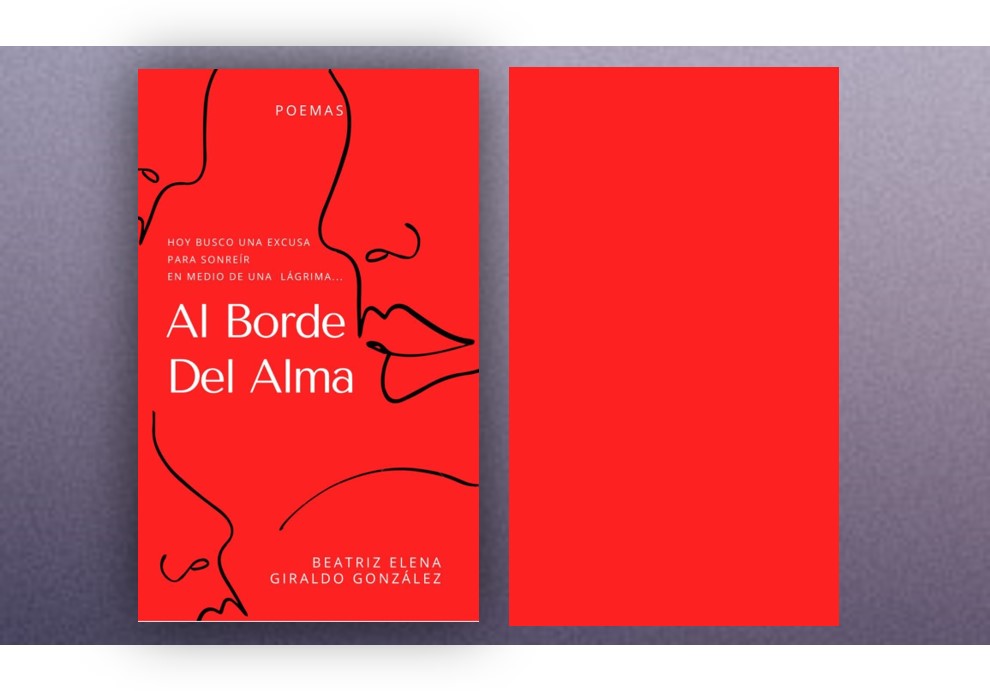 POEMAS
HOY BUSCO UNA EXCUSA
PARA SONREÍR
EN MEDIO DE UNA LÁGRIMA...
Al Borde
Del Alma
BEATRIZ ELENA
GIRALDO GONZÁLEZ